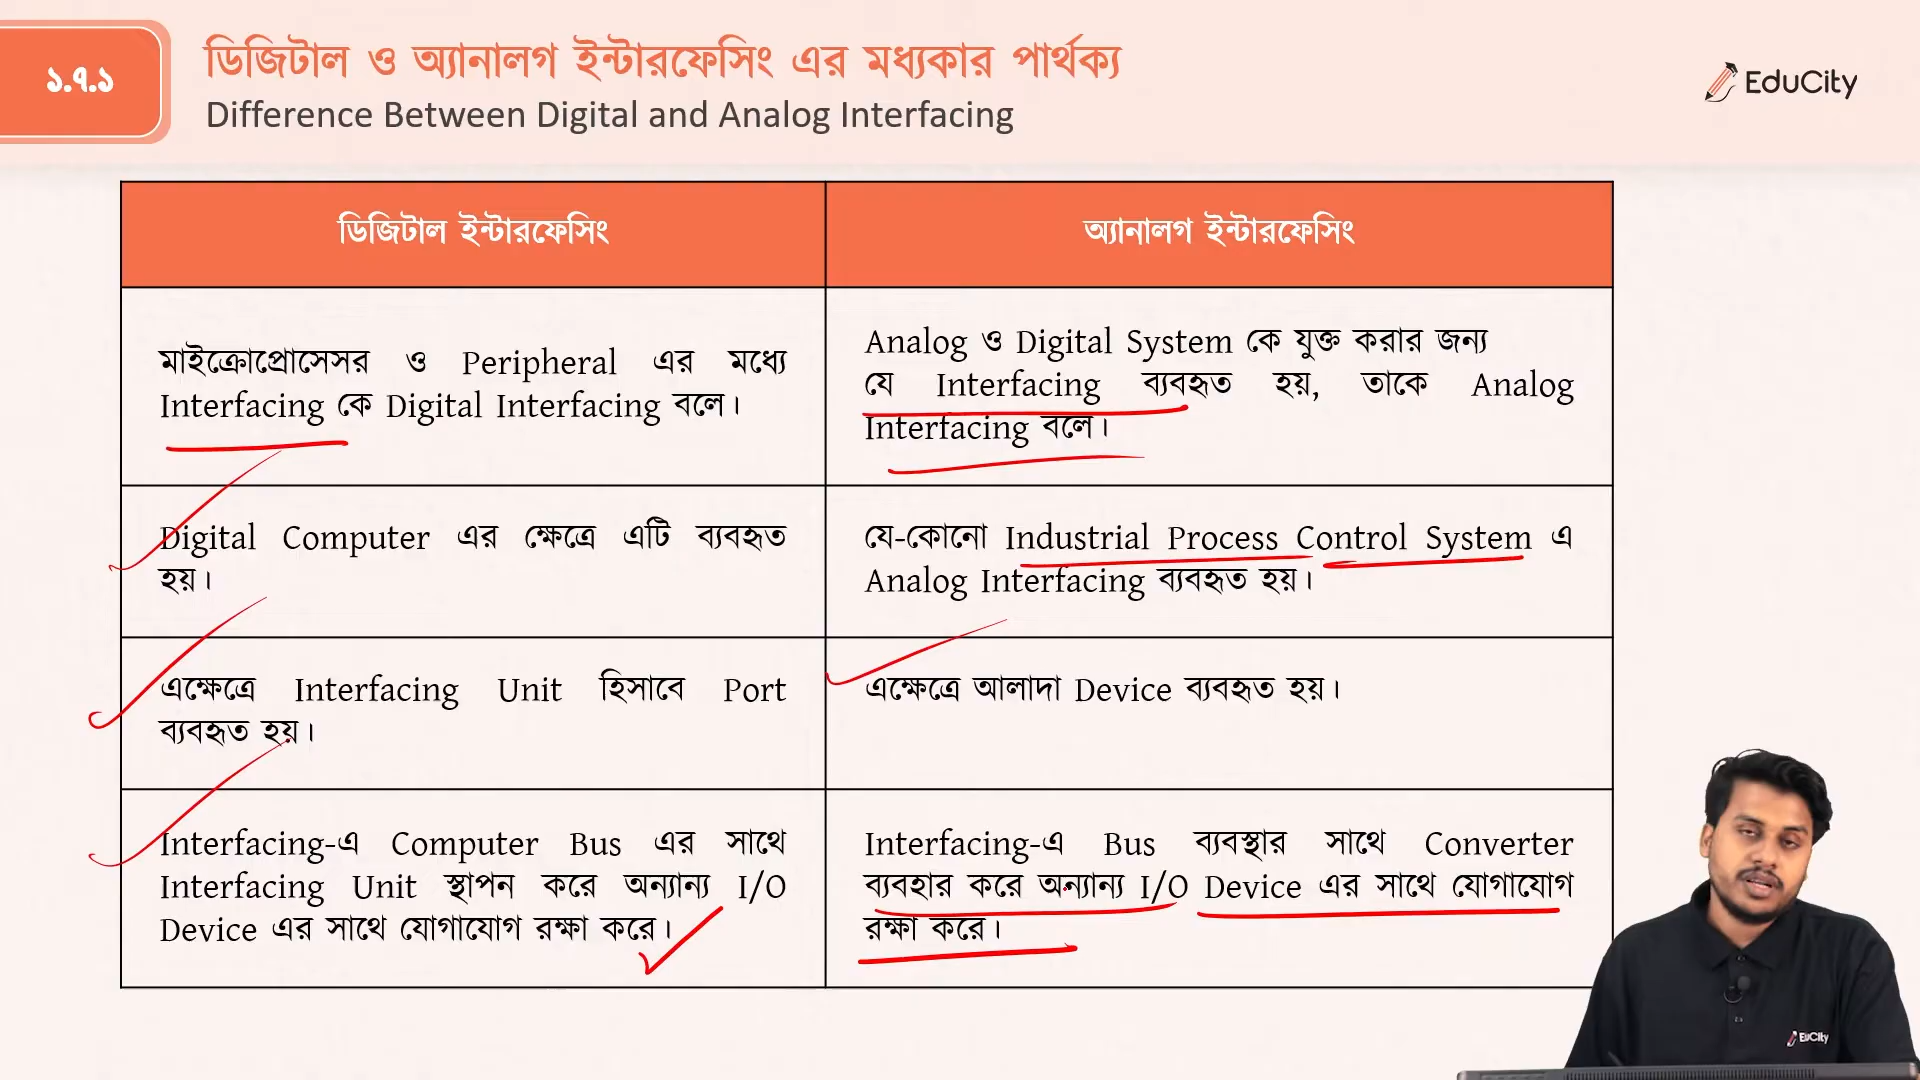 ১.৭.১
ডিজিটাল ও অ্যানালগ ইন্টারফেসিং এর মধ্যকার পার্থক্য
Difference Between Digital and Analog Interfacing
EduCity
ডিজিটাল ইন্টারফেসিং
অ্যানালগ ইন্টারফেসিং
মাইক্রোপ্রোসেসর ও Peripheral এর মধ্যে
Interfacing কে Digital Interfacing বলে।
Analog ও Digital System কে যুক্ত করার জন্য
যে Interfacing ব্যবহৃত হয়, তাকে Analog
Interfacing বলে।
Digital Computer এর ক্ষেত্রে এটি ব্যবহৃত
হয়।
যে-কোনো Industrial Process Control System এ
Analog Interfacing ব্যবহৃত হয়।
এক্ষেত্রে Interfacing Unit হিসাবে Port
ব্যবহৃত হয়।
এক্ষেত্রে আলাদা Device ব্যবহৃত হয়।
Interfacing-এ Computer Bus এর সাথে
Interfacing Unit স্থাপন করে অন্যান্য I/O
Device এর সাথে যোগাযোগ রক্ষা করে।
Interfacing-এ Bus ব্যবস্থার সাথে Converter
ব্যবহার করে অন্যান্য I/O Device এর সাথে যোগাযোগ
রক্ষা করে।
EduCity